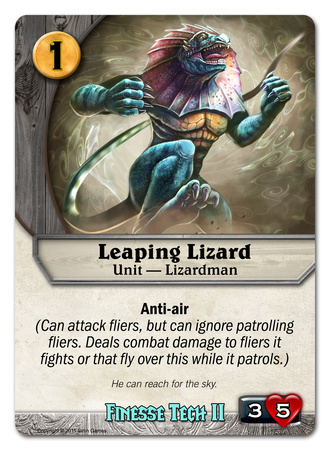 1
Leaping Lizard
Unit — Lizardman
Anti-air
(Can attack fliers, but can ignore patrolling
fliers. Deals combat damage to fliers it
fights or that fly over this while it patrols.)
He can reach for the sky.
Finesse Tech II
3 5